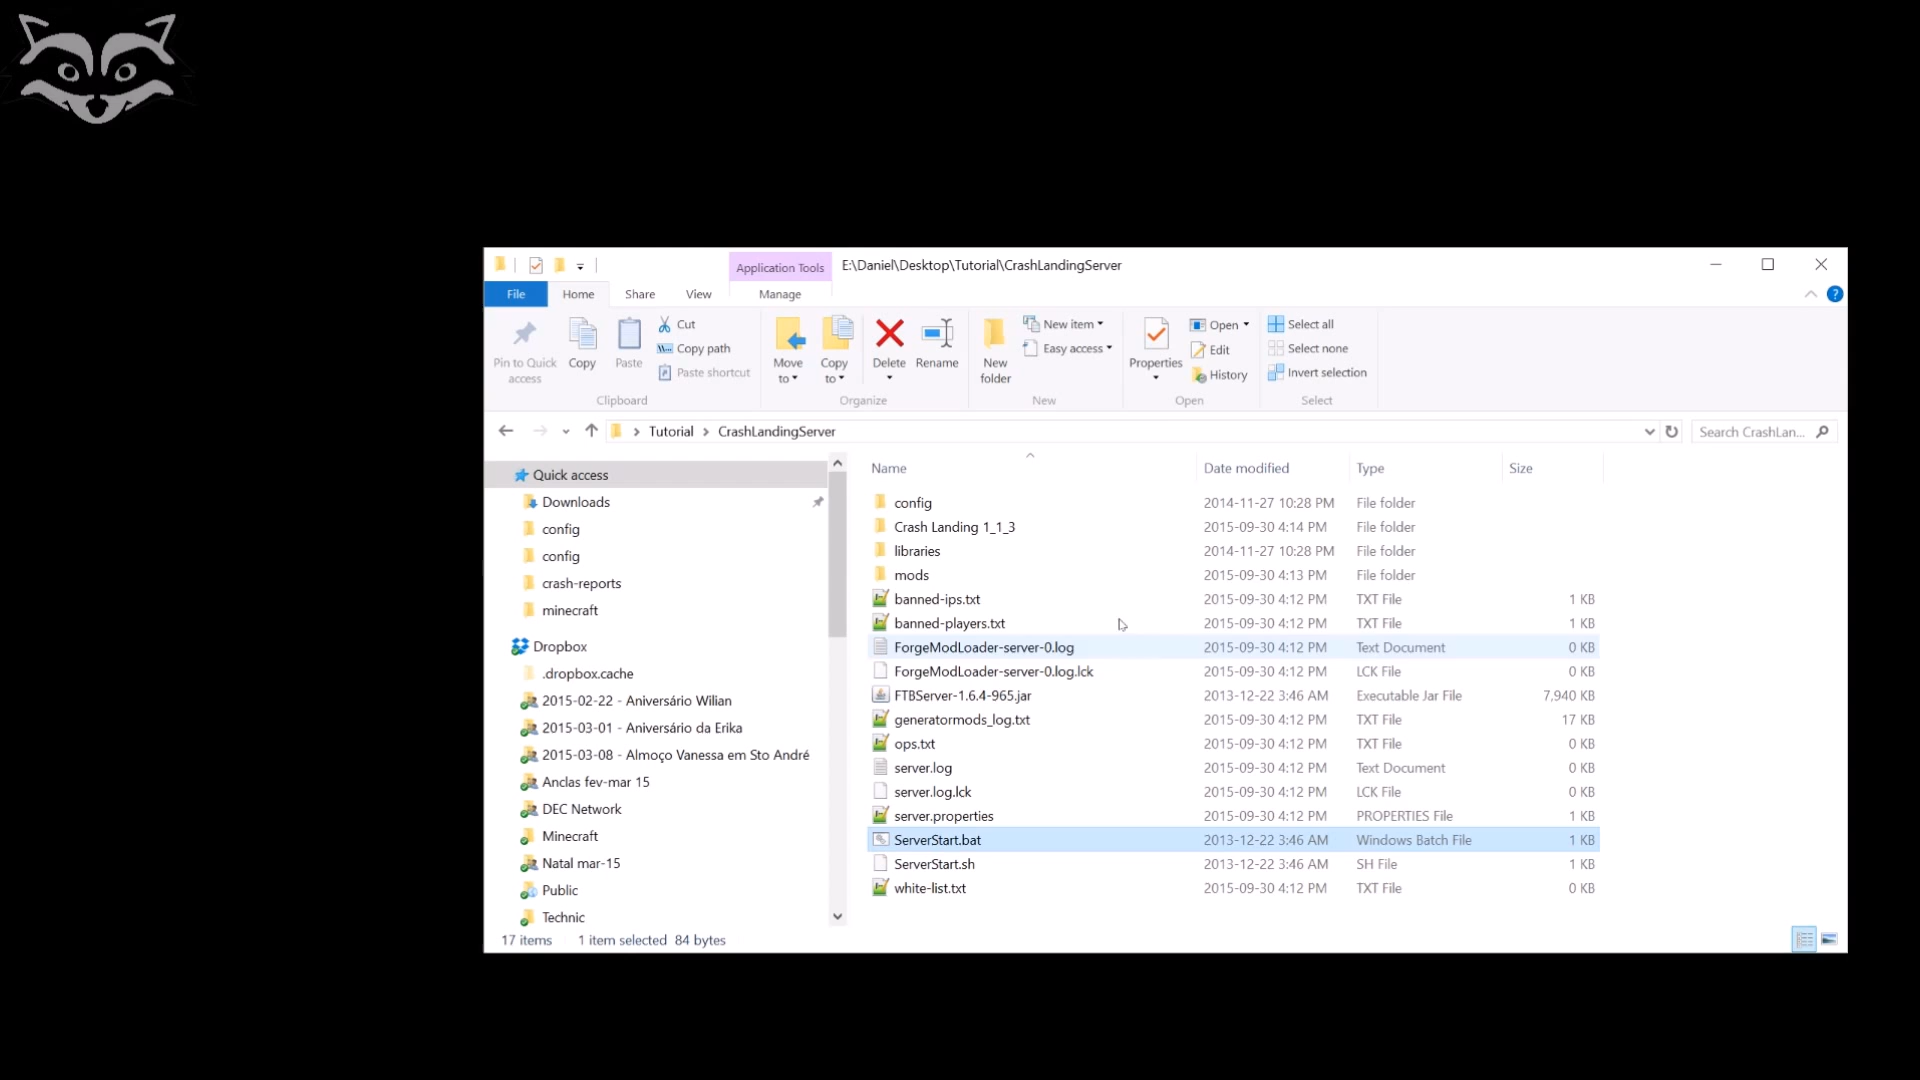 Application Tools E:\Daniel\Desktop\Tutorial\CrashLandingServer
File Home Share View Manage ?
Pin to Quick access
Copy
Paste
Cut
Copy path
Paste shortcut
Clipboard
Move to
Copy to
Delete
Rename
Organize
New folder
New item
Easy access
New
Properties
Open
Edit
History
Open
Select all
Select none
Invert selection
Select
Tutorial CrashLandingServer Search CrashLan...
Quick access
Downloads
config
config
crash-reports
minecraft
Dropbox
.dropbox.cache
2015-02-22 - Aniversário Wilian
2015-03-01 - Aniversário da Erika
2015-03-08 - Almoço Vanessa em Sto André
Anclas fev-mar 15
DEC Network
Minecraft
Natal mar-15
Public
Technic
Name Date modified Type Size
config 2014-11-27 10:28 PM File folder
Crash Landing 1_1_3 2015-09-30 4:14 PM File folder
libraries 2014-11-27 10:28 PM File folder
mods 2015-09-30 4:13 PM File folder
banned-ips.txt 2015-09-30 4:12 PM TXT File 1 KB
banned-players.txt 2015-09-30 4:12 PM TXT File 1 KB
ForgeModLoader-server-0.log 2015-09-30 4:12 PM Text Document 0 KB
ForgeModLoader-server-0.log.lck 2015-09-30 4:12 PM LCK File 0 KB
FTBServer-1.6.4-965.jar 2013-12-22 3:46 AM Executable Jar File 7,940 KB
generatormods_log.txt 2015-09-30 4:12 PM TXT File 17 KB
ops.txt 2015-09-30 4:12 PM TXT File 0 KB
server.log 2015-09-30 4:12 PM Text Document 0 KB
server.log.lck 2015-09-30 4:12 PM LCK File 0 KB
server.properties 2015-09-30 4:12 PM PROPERTIES File 1 KB
ServerStart.bat 2013-12-22 3:46 AM Windows Batch File 1 KB
ServerStart.sh 2013-12-22 3:46 AM SH File 1 KB
white-list.txt 2015-09-30 4:12 PM TXT File 0 KB
17 items 1 item selected 84 bytes